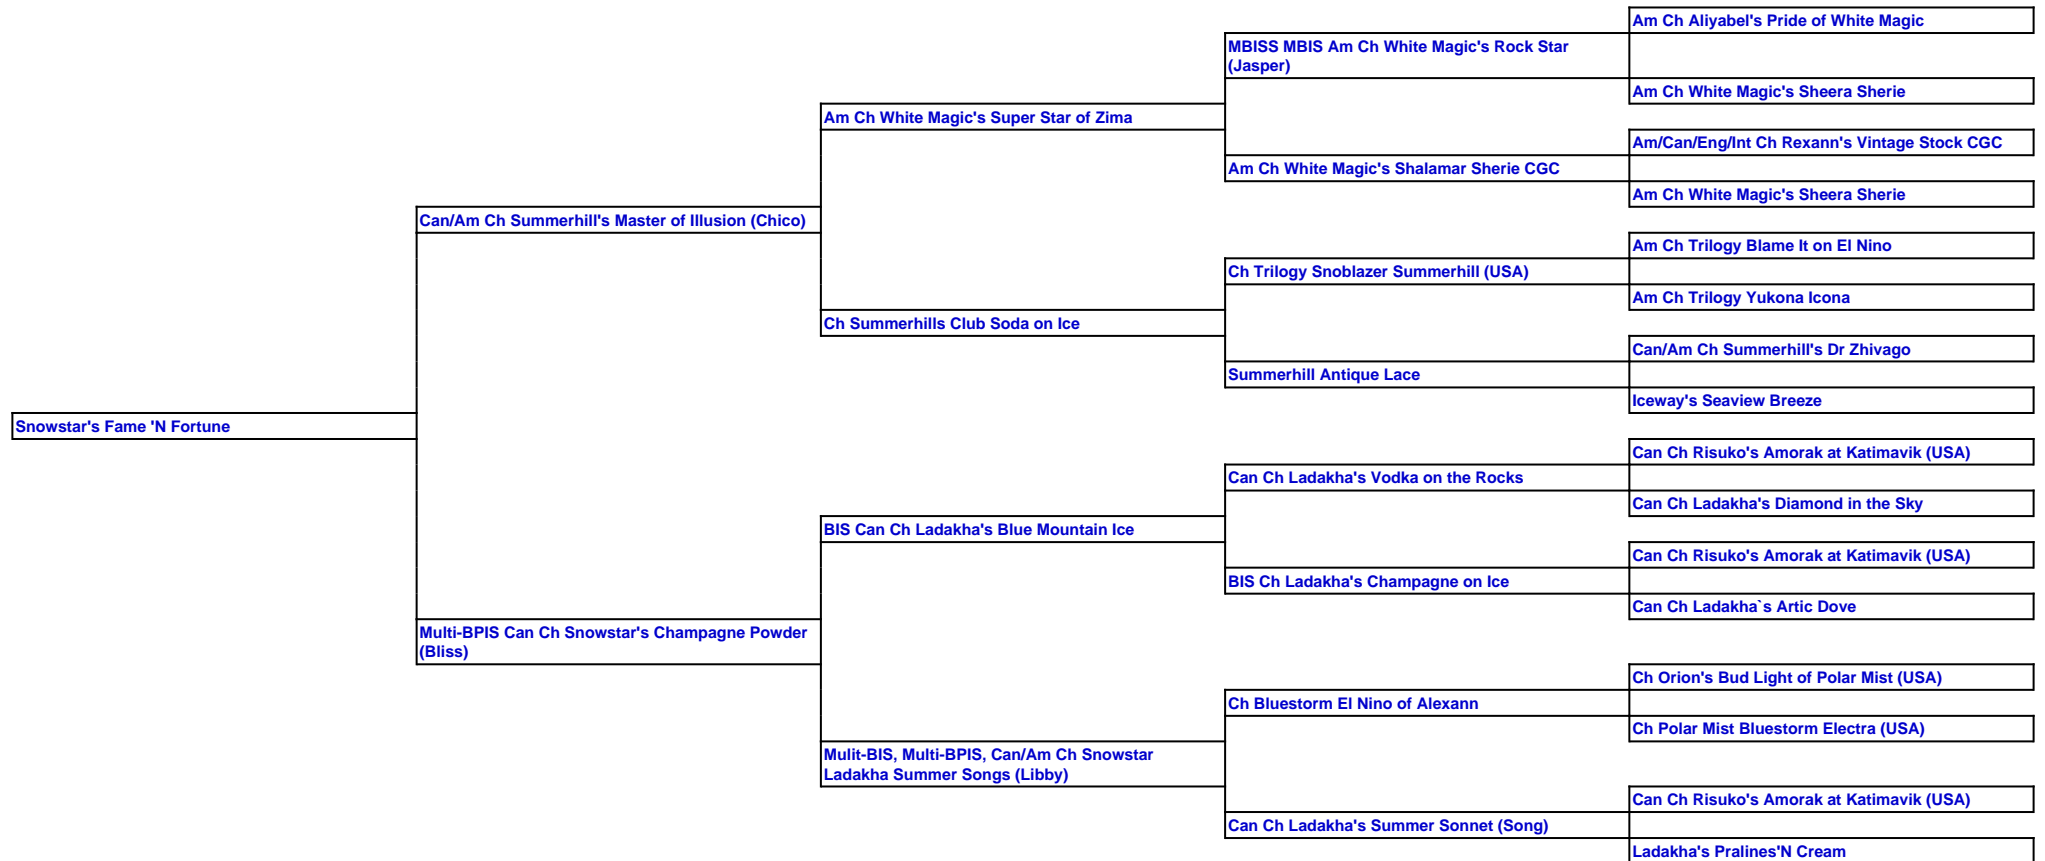 Am Ch Aliyabel's Pride of White Magic
MBISS MBIS Am Ch White Magic's Rock Star
(Jasper)
Am Ch White Magic's Sheera Sherie
Am Ch White Magic's Super Star of Zima
Am/Can/Eng/Int Ch Rexann's Vintage Stock CGC
Am Ch White Magic's Shalamar Sherie CGC
Am Ch White Magic's Sheera Sherie
Can/Am Ch Summerhill's Master of Illusion (Chico)
Am Ch Trilogy Blame It on El Nino
Ch Trilogy Snoblazer Summerhill (USA)
Am Ch Trilogy Yukona Icona
Ch Summerhills Club Soda on Ice
Can/Am Ch Summerhill's Dr Zhivago
Summerhill Antique Lace
Iceway's Seaview Breeze
Snowstar's Fame 'N Fortune
Can Ch Risuko's Amorak at Katimavik (USA)
Can Ch Ladakha's Vodka on the Rocks
Can Ch Ladakha's Diamond in the Sky
BIS Can Ch Ladakha's Blue Mountain Ice
Can Ch Risuko's Amorak at Katimavik (USA)
BIS Ch Ladakha's Champagne on Ice
Can Ch Ladakha`s Artic Dove
Multi-BPIS Can Ch Snowstar's Champagne Powder
(Bliss)
Ch Orion's Bud Light of Polar Mist (USA)
Ch Bluestorm El Nino of Alexann
Ch Polar Mist Bluestorm Electra (USA)
Mulit-BIS, Multi-BPIS, Can/Am Ch Snowstar
Ladakha Summer Songs (Libby)
Can Ch Risuko's Amorak at Katimavik (USA)
Can Ch Ladakha's Summer Sonnet (Song)
Ladakha's Pralines'N Cream